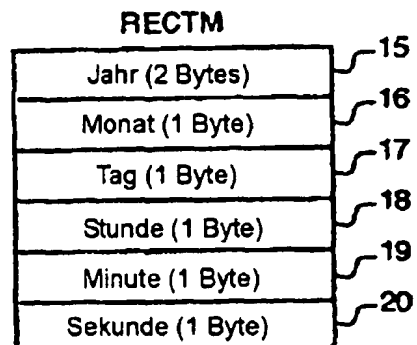 RECTM
Jahr (2 Bytes) 15
Monat (1 Byte) 16
Tag (1 Byte) 17
Stunde (1 Byte) 18
Minute (1 Byte) 19
Sekunde (1 Byte) 20